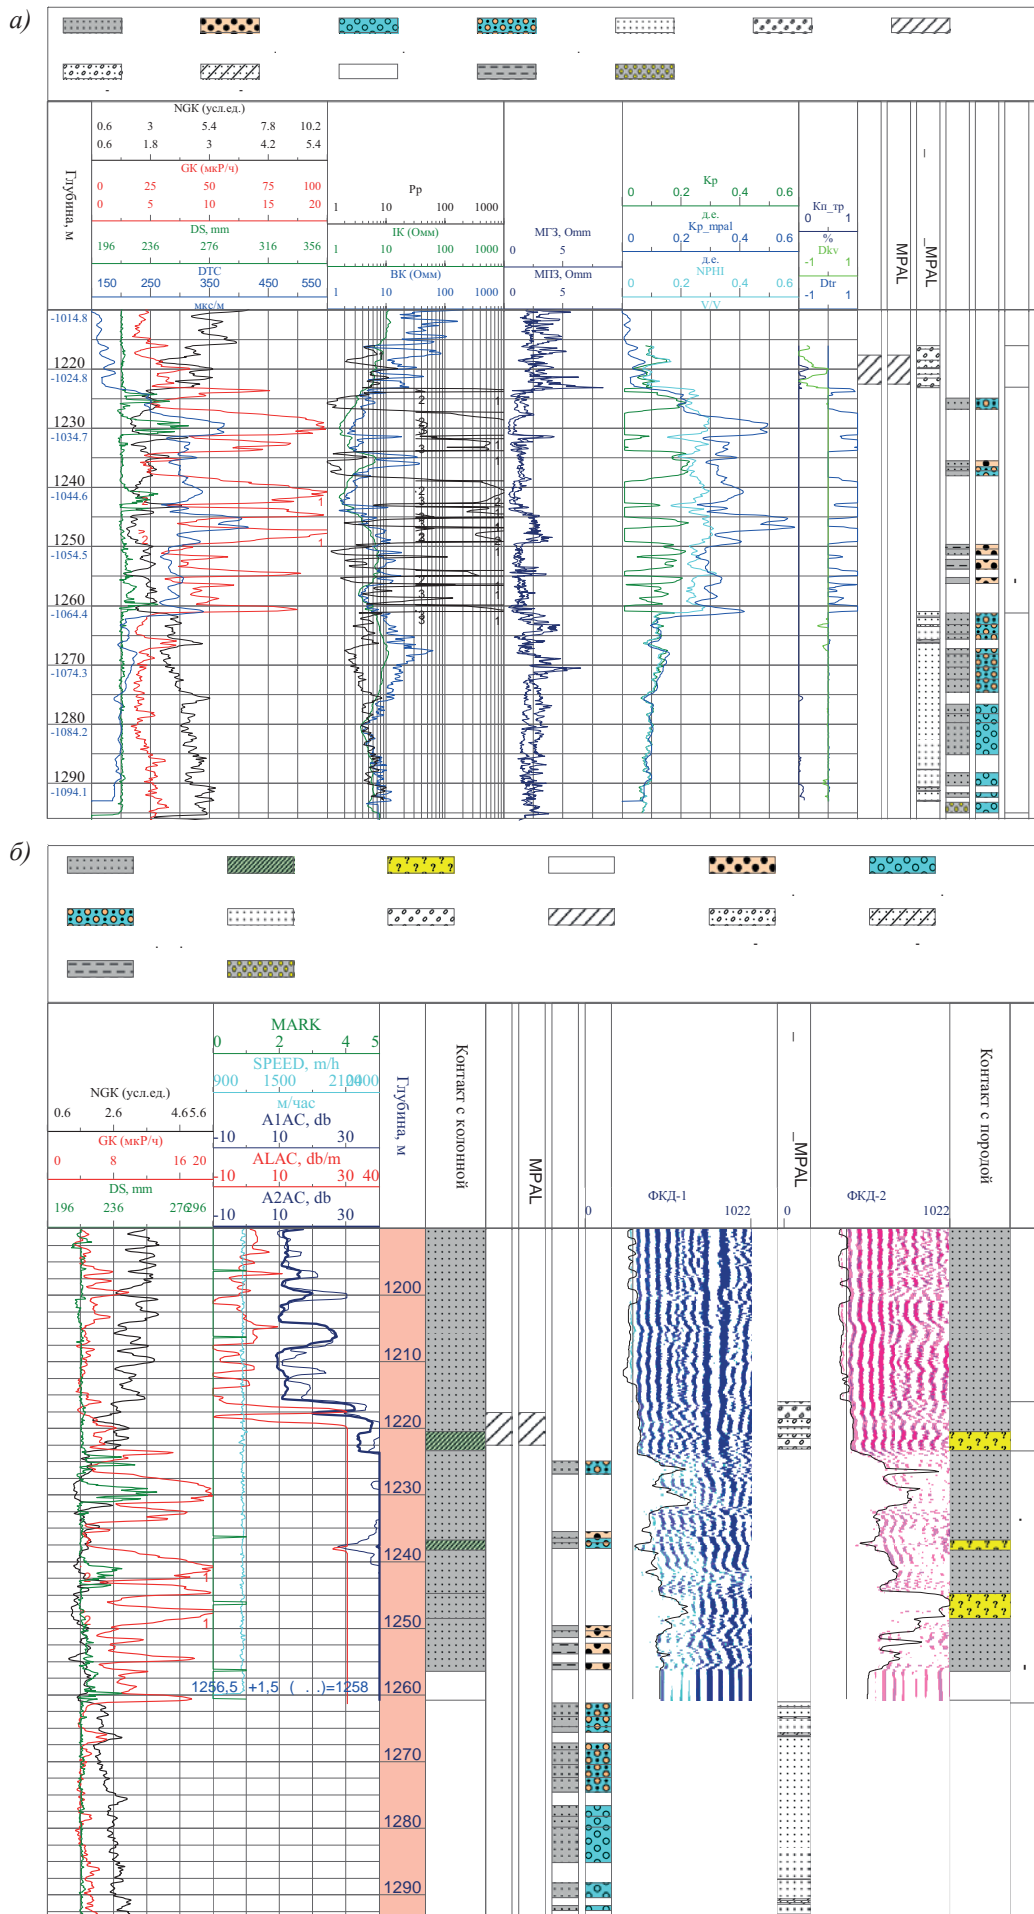 а)
NGK (усл.ед.)
0.6 3 5.4 7.8 10.2
0.6 1.8 3 4.2 5.4
GK (мкР/ч)
0 25 50 75 100
0 5 10 15 20
DS, mm
196 236 276 316 356
DTC
150 250 350 450 550
мкс/м
Глубина, м
Рр
1 10 100 1000
IK (Омм)
1 10 100 1000
BK (Омм)
1 10 100 1000
МГЗ, Omm
0 5
МПЗ, Omm
0 5
Kp
0 0.2 0.4 0.6
д.е.
Kp_mpal
0 0.2 0.4 0.6
д.е.
NPHI
0 0.2 0.4 0.6
V/V
Кп_тр
0 1
%
Dkv
-1 1
Dtr
-1 1
MPAL
_MPAL
-1014.8
1220
-1024.8
1230
-1034.7
1240
-1044.6
1250
-1054.5
1260
-1064.4
1270
-1074.3
1280
-1084.2
1290
-1094.1
б)
NGK (усл.ед.)
0.6 2.6 4.6 5.6
GK (мкР/ч)
0 8 16 20
DS, mm
196 236 276 296
MARK
0 2 4 5
SPEED, m/h
900 1500 2100 2400
м/час
A1AC, db
-10 10 30
ALAC, db/m
-10 10 30 40
A2AC, db
-10 10 30
Глубина, м
Контакт с колонной
MPAL
ФКД-1
0 1022
_MPAL
ФКД-2
0 1022
Контакт с породой
1200
1210
1220
1230
1240
1250
1256,5 +1,5 ( . .)=1258
1260
1270
1280
1290